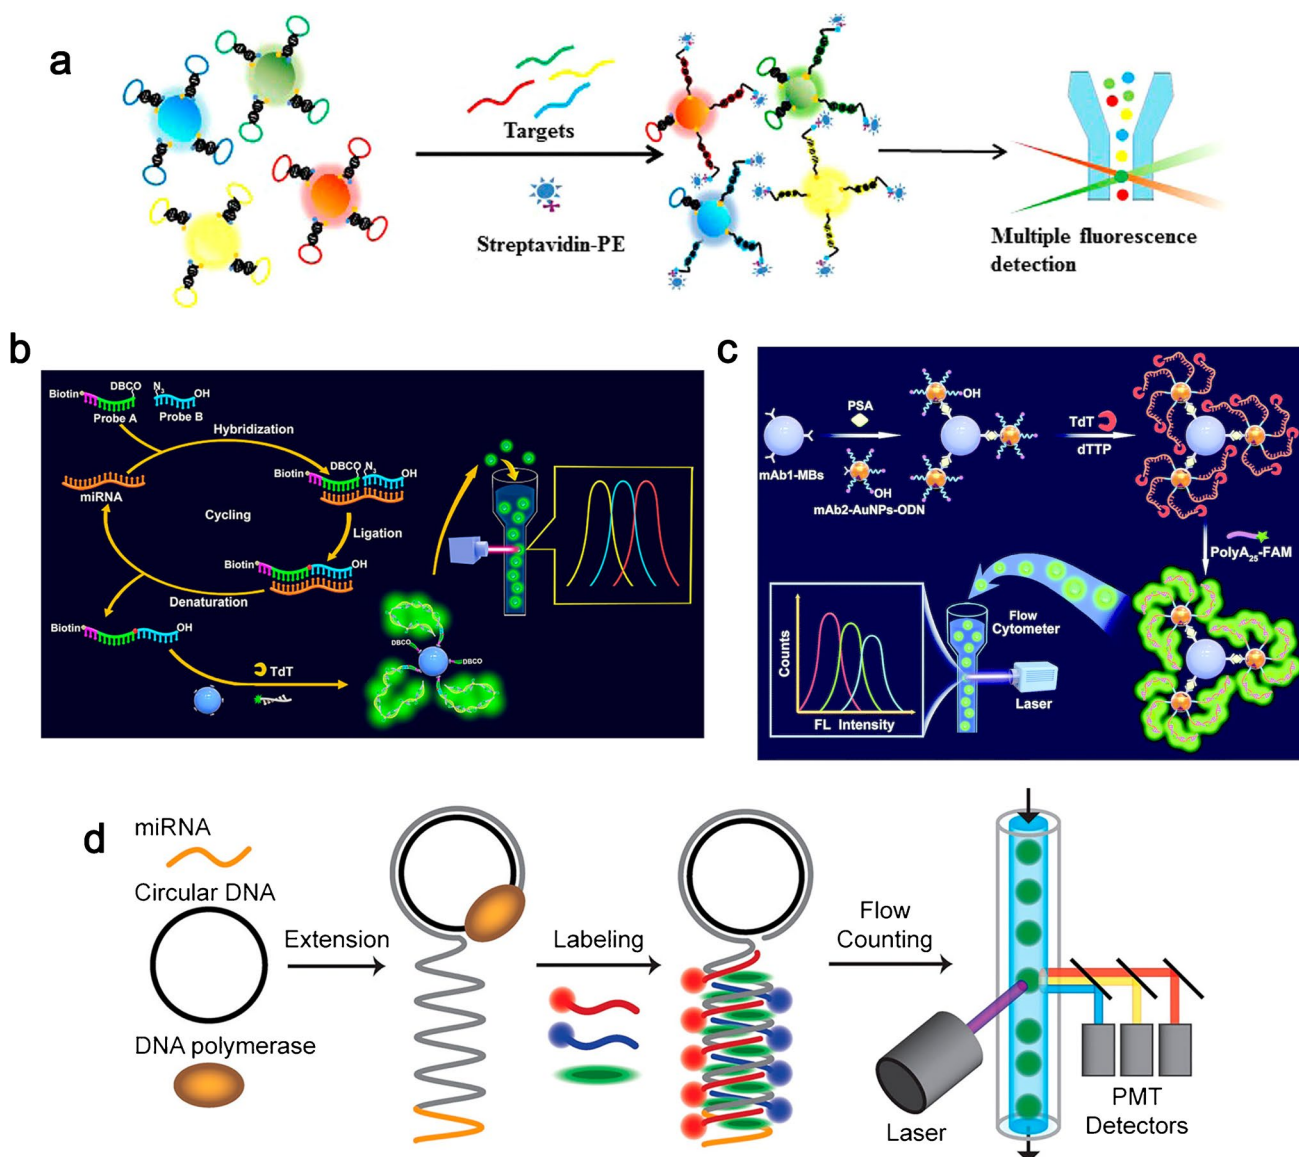 a
Targets
Streptavidin-PE
Multiple fluorescence
detection
b
Biotin
DBCO
N3
OH
Probe A
Probe B
Hybridization
miRNA
Biotin
DBCO
N3
OH
Cycling
Ligation
Biotin
OH
Denaturation
Biotin
OH
TdT
DBCO
DBCO
c
PSA
mAb1-MBs
OH
mAb2-AuNPs-ODN
OH
TdT
dTTP
PolyA25-FAM
Flow
Cytometer
Laser
Counts
FL Intensity
d
miRNA
Circular DNA
DNA polymerase
Extension
Labeling
Flow
Counting
Laser
PMT
Detectors